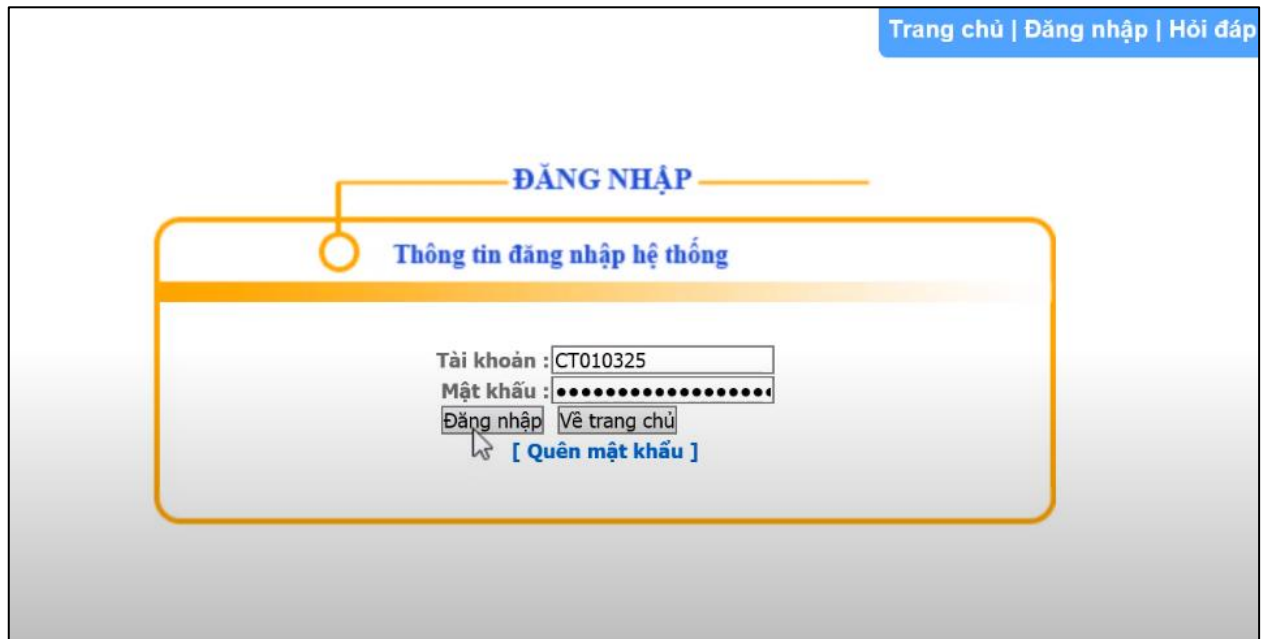 Trang chủ | Đăng nhập | Hỏi đáp
ĐĂNG NHẬP
Thông tin đăng nhập hệ thống
Tài khoản : CT010325
Mật khẩu : ●●●●●●●●●●●●●●●●●●
Đăng nhập Về trang chủ
[ Quên mật khẩu ]